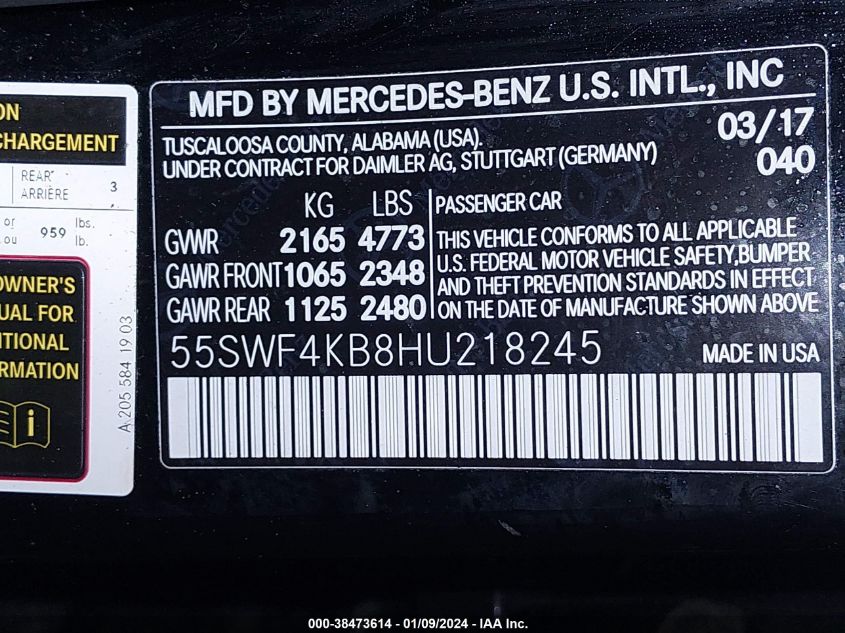 ON
CHARGEMENT
REAR
ARRIÈRE
3
or
ou
959
lbs.
lb.
OWNER'S
UAL FOR
ITIONAL
RMATION
i
A 205 584 19 03
MFD BY MERCEDES-BENZ U.S. INTL., INC
TUSCALOOSA COUNTY, ALABAMA (USA).
03/17
UNDER CONTRACT FOR DAIMLER AG, STUTTGART (GERMANY)
040
KG LBS
GVWR 2165 4773
GAWR FRONT 1065 2348
GAWR REAR 1125 2480
PASSENGER CAR
THIS VEHICLE CONFORMS TO ALL APPLICABLE
U.S. FEDERAL MOTOR VEHICLE SAFETY,BUMPER
AND THEFT PREVENTION STANDARDS IN EFFECT
ON THE DATE OF MANUFACTURE SHOWN ABOVE
55SWF4KB8HU218245
MADE IN USA
000-38473614 - 01/09/2024 - IAA Inc.